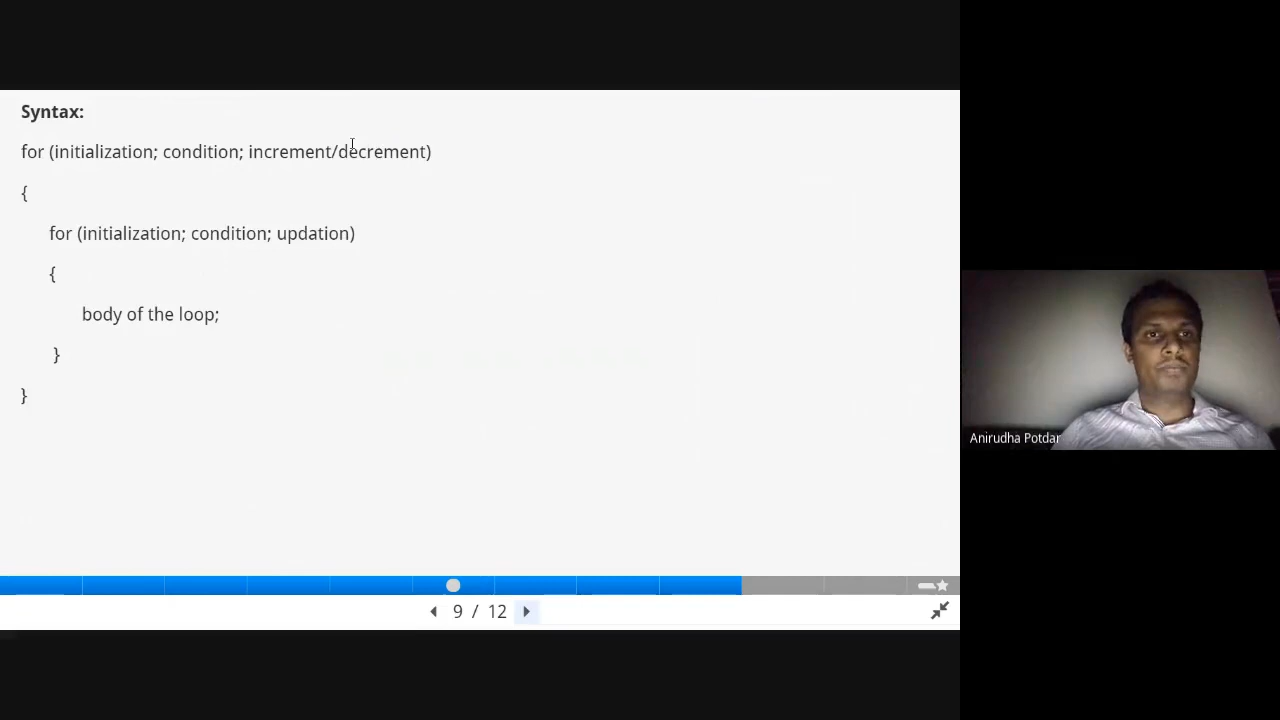 Syntax:
for (initialization; condition; increment/decrement)
{
for (initialization; condition; updation)
{
body of the loop;
}
}
Anirudha Potdar
9 / 12